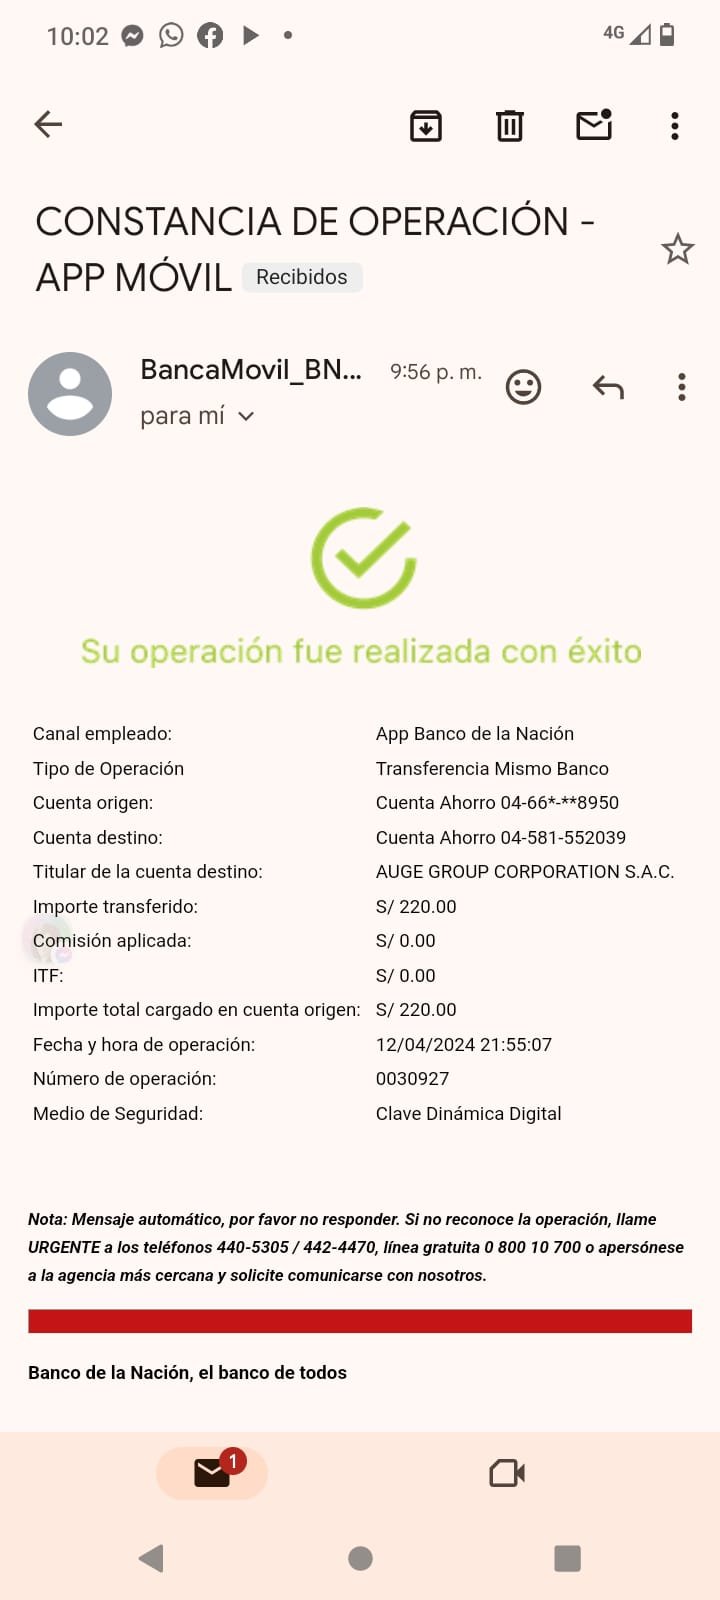 10:02
4G
CONSTANCIA DE OPERACIÓN -
APP MÓVIL Recibidos
BancaMovil_BN... 9:56 p. m.
para mí
Su operación fue realizada con éxito
Canal empleado: App Banco de la Nación
Tipo de Operación Transferencia Mismo Banco
Cuenta origen: Cuenta Ahorro 04-66*-**8950
Cuenta destino: Cuenta Ahorro 04-581-552039
Titular de la cuenta destino: AUGE GROUP CORPORATION S.A.C.
Importe transferido: S/ 220.00
Comisión aplicada: S/ 0.00
ITF: S/ 0.00
Importe total cargado en cuenta origen: S/ 220.00
Fecha y hora de operación: 12/04/2024 21:55:07
Número de operación: 0030927
Medio de Seguridad: Clave Dinámica Digital
Nota: Mensaje automático, por favor no responder. Si no reconoce la operación, llame
URGENTE a los teléfonos 440-5305 / 442-4470, línea gratuita 0 800 10 700 o apersónese
a la agencia más cercana y solicite comunicarse con nosotros.
Banco de la Nación, el banco de todos
1